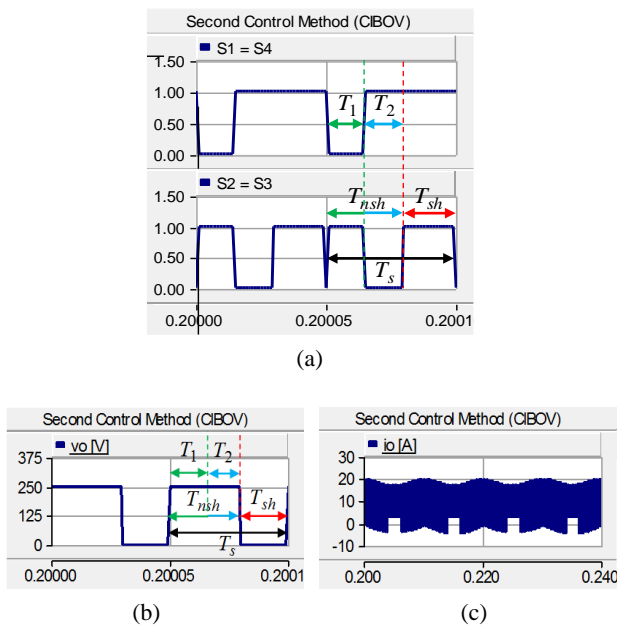 Second Control Method (CIBOV)
S1 = S4
1.50
1.00
0.50
0.00
T1 T2
S2 = S3
1.50
1.00
0.50
0.00
Tnsh Tsh
Ts
0.20000 0.20005 0.2001
(a)
Second Control Method (CIBOV)
vo [V]
375
250
125
0
T1 T2
Tnsh Tsh
Ts
0.20000 0.20005 0.2001
(b)
Second Control Method (CIBOV)
io [A]
30
20
10
0
-10
0.200 0.220 0.240
(c)